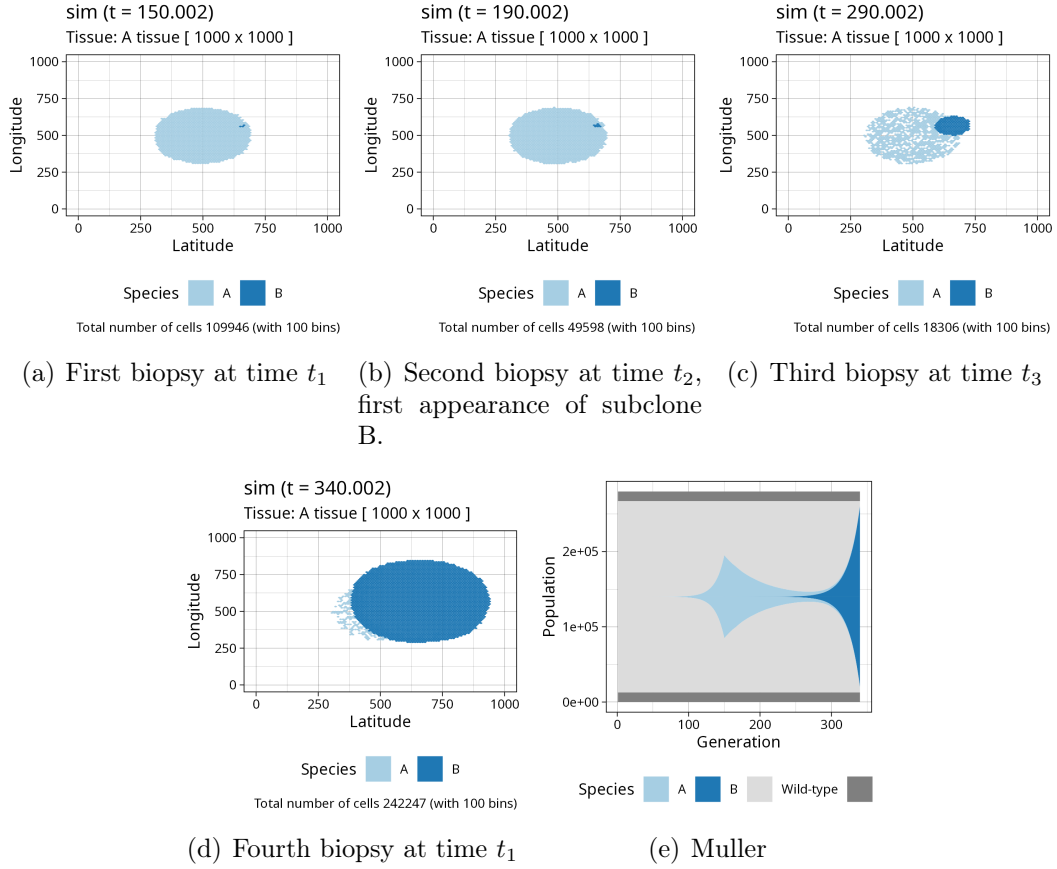 sim (t = 150.002)
Tissue: A tissue [ 1000 x 1000 ]
Longitude
1000
750
500
250
0
0 250 500 750 1000
Latitude
Species A B
Total number of cells 109946 (with 100 bins)
(a) First biopsy at time t1
sim (t = 190.002)
Tissue: A tissue [ 1000 x 1000 ]
Longitude
1000
750
500
250
0
0 250 500 750 1000
Latitude
Species A B
Total number of cells 49598 (with 100 bins)
(b) Second biopsy at time t2,
first appearance of subclone
B.
sim (t = 290.002)
Tissue: A tissue [ 1000 x 1000 ]
Longitude
1000
750
500
250
0
0 250 500 750 1000
Latitude
Species A B
Total number of cells 18306 (with 100 bins)
(c) Third biopsy at time t3
sim (t = 340.002)
Tissue: A tissue [ 1000 x 1000 ]
Longitude
1000
750
500
250
0
0 250 500 750 1000
Latitude
Species A B
Total number of cells 242247 (with 100 bins)
(d) Fourth biopsy at time t1
Population
2e+05
1e+05
0e+00
0 100 200 300
Generation
Species A B Wild-type
(e) Muller